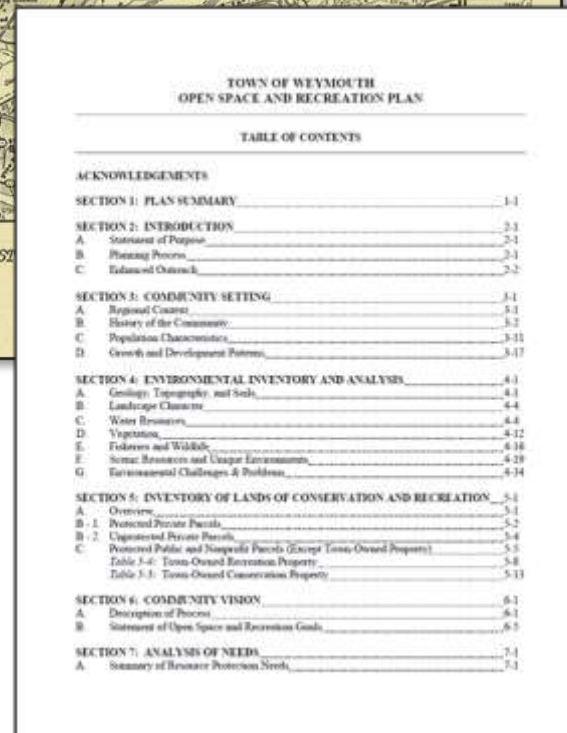 ST
TOWN OF WEYMOUTH
OPEN SPACE AND RECREATION PLAN
TABLE OF CONTENTS
ACKNOWLEDGEMENTS
SECTION 1: PLAN SUMMARY 1-1
SECTION 2: INTRODUCTION 2-1
A. Statement of Purpose 2-1
B. Planning Process 2-1
C. Enhanced Outreach 2-2
SECTION 3: COMMUNITY SETTING 3-1
A. Regional Context 3-1
B. History of the Community 3-2
C. Population Characteristics 3-11
D. Growth and Development Patterns 3-17
SECTION 4: ENVIRONMENTAL INVENTORY AND ANALYSIS 4-1
A. Geology, Topography, and Soils 4-1
B. Landscape Character 4-4
C. Water Resources 4-4
D. Vegetation 4-12
E. Fisheries and Wildlife 4-16
F. Scenic Resources and Unique Environments 4-29
G. Environmental Challenges & Problems 4-34
SECTION 5: INVENTORY OF LANDS OF CONSERVATION AND RECREATION 5-1
A. Overview 5-1
B - 1. Protected Private Parcels 5-2
B - 2. Unprotected Private Parcels 5-4
C. Protected Public and Nonprofit Parcels (Except Town-Owned Property) 5-5
Table 5-4: Town-Owned Recreation Property 5-8
Table 5-5: Town-Owned Conservation Property 5-13
SECTION 6: COMMUNITY VISION 6-1
A. Description of Process 6-1
B. Statement of Open Space and Recreation Goals 6-5
SECTION 7: ANALYSIS OF NEEDS 7-1
A. Summary of Resource Protection Needs 7-1